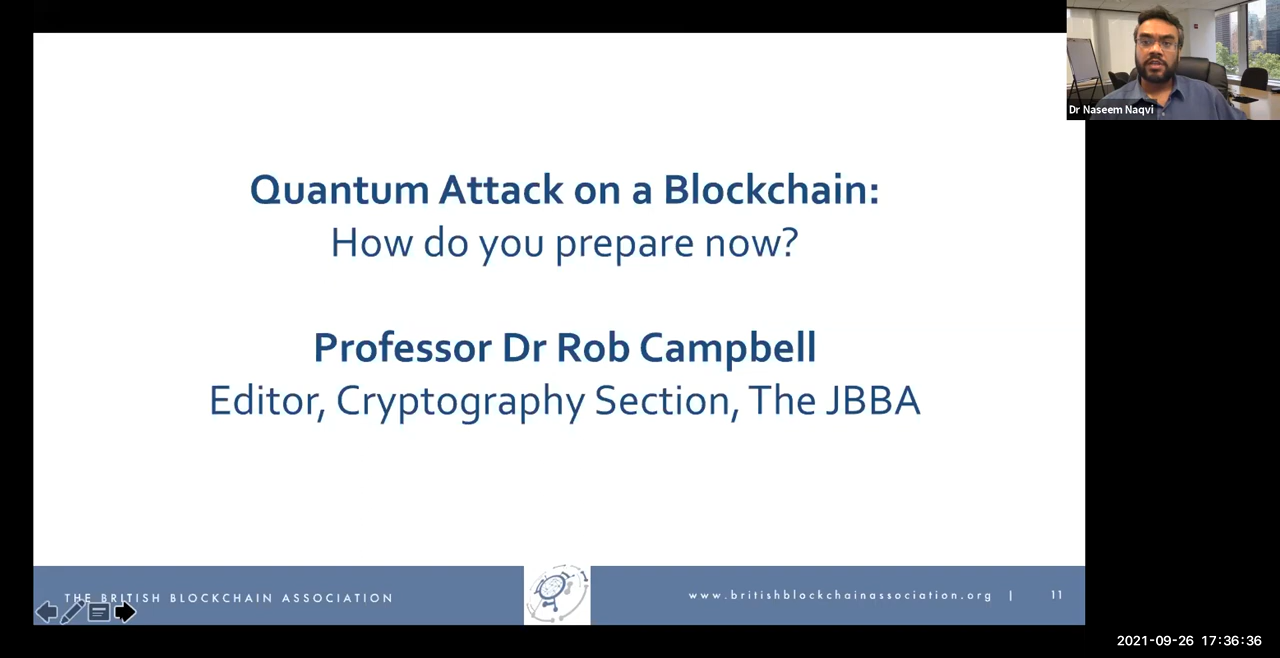 Dr Naseem Naqvi
Quantum Attack on a Blockchain:
How do you prepare now?
Professor Dr Rob Campbell
Editor, Cryptography Section, The JBBA
THE BRITISH BLOCKCHAIN ASSOCIATION
www.britishblockchainassociation.org | 11
2021-09-26 17:36:36